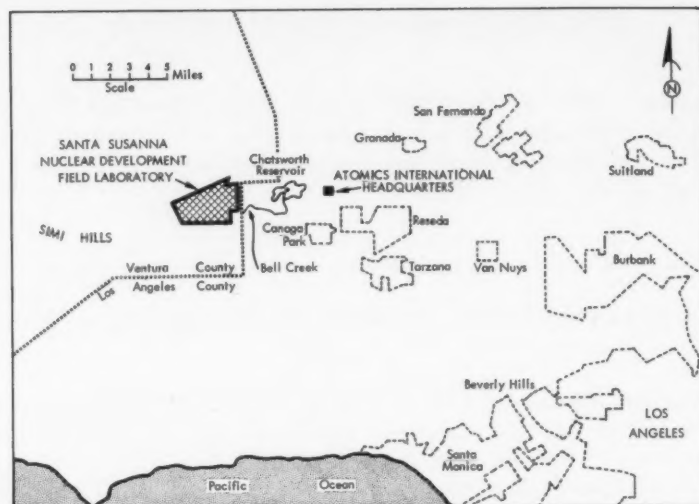 0 1 2 3 4 5 Miles
Scale
N
SANTA SUSANNA
NUCLEAR DEVELOPMENT
FIELD LABORATORY
Chatsworth
Reservoir
Granada
San Fernando
Suitland
ATOMICS INTERNATIONAL
HEADQUARTERS
SIMI HILLS
Canoga
Park
Reseda
Bell Creek
Tarzana
Van Nuys
Burbank
Ventura County
Los Angeles County
Beverly Hills
LOS
ANGELES
Santa
Monica
Pacific Ocean